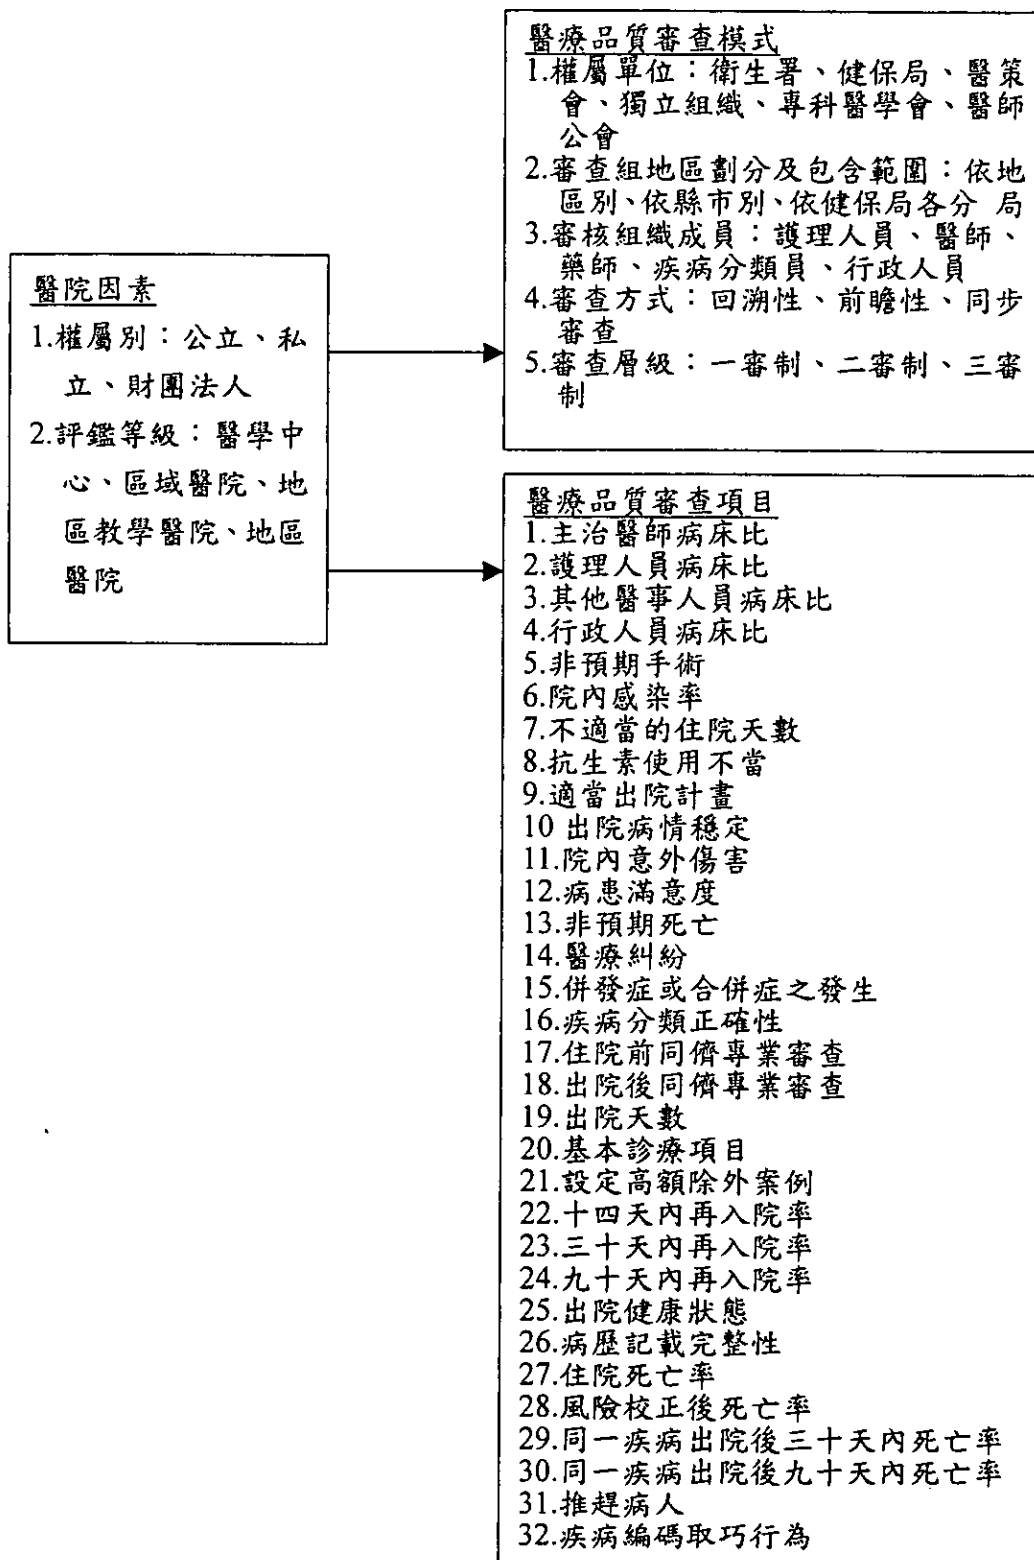 醫院因素
1.權屬別：公立、私
立、財團法人
2.評鑑等級：醫學中
心、區域醫院、地
區教學醫院、地區
醫院
醫療品質審查模式
1.權屬單位：衛生署、健保局、醫策
會、獨立組織、專科醫學會、醫師
公會
2.審查組地區劃分及包含範圍：依地
區別、依縣市別、依健保局各分 局
3.審核組織成員：護理人員、醫師、
藥師、疾病分類員、行政人員
4.審查方式：回溯性、前瞻性、同步
審查
5.審查層級：一審制、二審制、三審
制
醫療品質審查項目
1.主治醫師病床比
2.護理人員病床比
3.其他醫事人員病床比
4.行政人員病床比
5.非預期手術
6.院內感染率
7.不適當的住院天數
8.抗生素使用不當
9.適當出院計畫
10 出院病情穩定
11.院內意外傷害
12.病患滿意度
13.非預期死亡
14.醫療糾紛
15.併發症或合併症之發生
16.疾病分類正確性
17.住院前同儕專業審查
18.出院後同儕專業審查
19.出院天數
20.基本診療項目
21.設定高額除外案例
22.十四天內再入院率
23.三十天內再入院率
24.九十天內再入院率
25.出院健康狀態
26.病歷記載完整性
27.住院死亡率
28.風險校正後死亡率
29.同一疾病出院後三十天內死亡率
30.同一疾病出院後九十天內死亡率
31.推趕病人
32.疾病編碼取巧行為